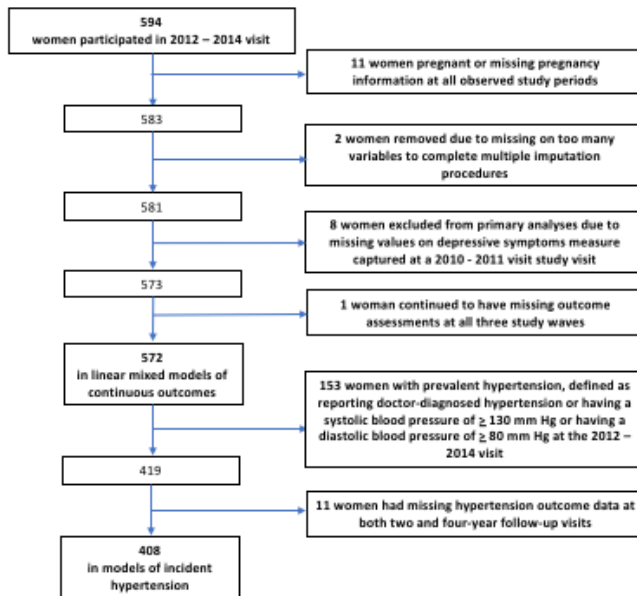 594
women participated in 2012 – 2014 visit
11 women pregnant or missing pregnancy
information at all observed study periods
583
2 women removed due to missing on too many
variables to complete multiple imputation
procedures
581
8 women excluded from primary analyses due to
missing values on depressive symptoms measure
captured at a 2010 - 2011 visit study visit
573
1 woman continued to have missing outcome
assessments at all three study waves
572
in linear mixed models of
continuous outcomes
153 women with prevalent hypertension, defined as
reporting doctor-diagnosed hypertension or having a
systolic blood pressure of ≥ 130 mm Hg or having a
diastolic blood pressure of ≥ 80 mm Hg at the 2012 –
2014 visit
419
11 women had missing hypertension outcome data at
both two and four-year follow-up visits
408
in models of incident
hypertension